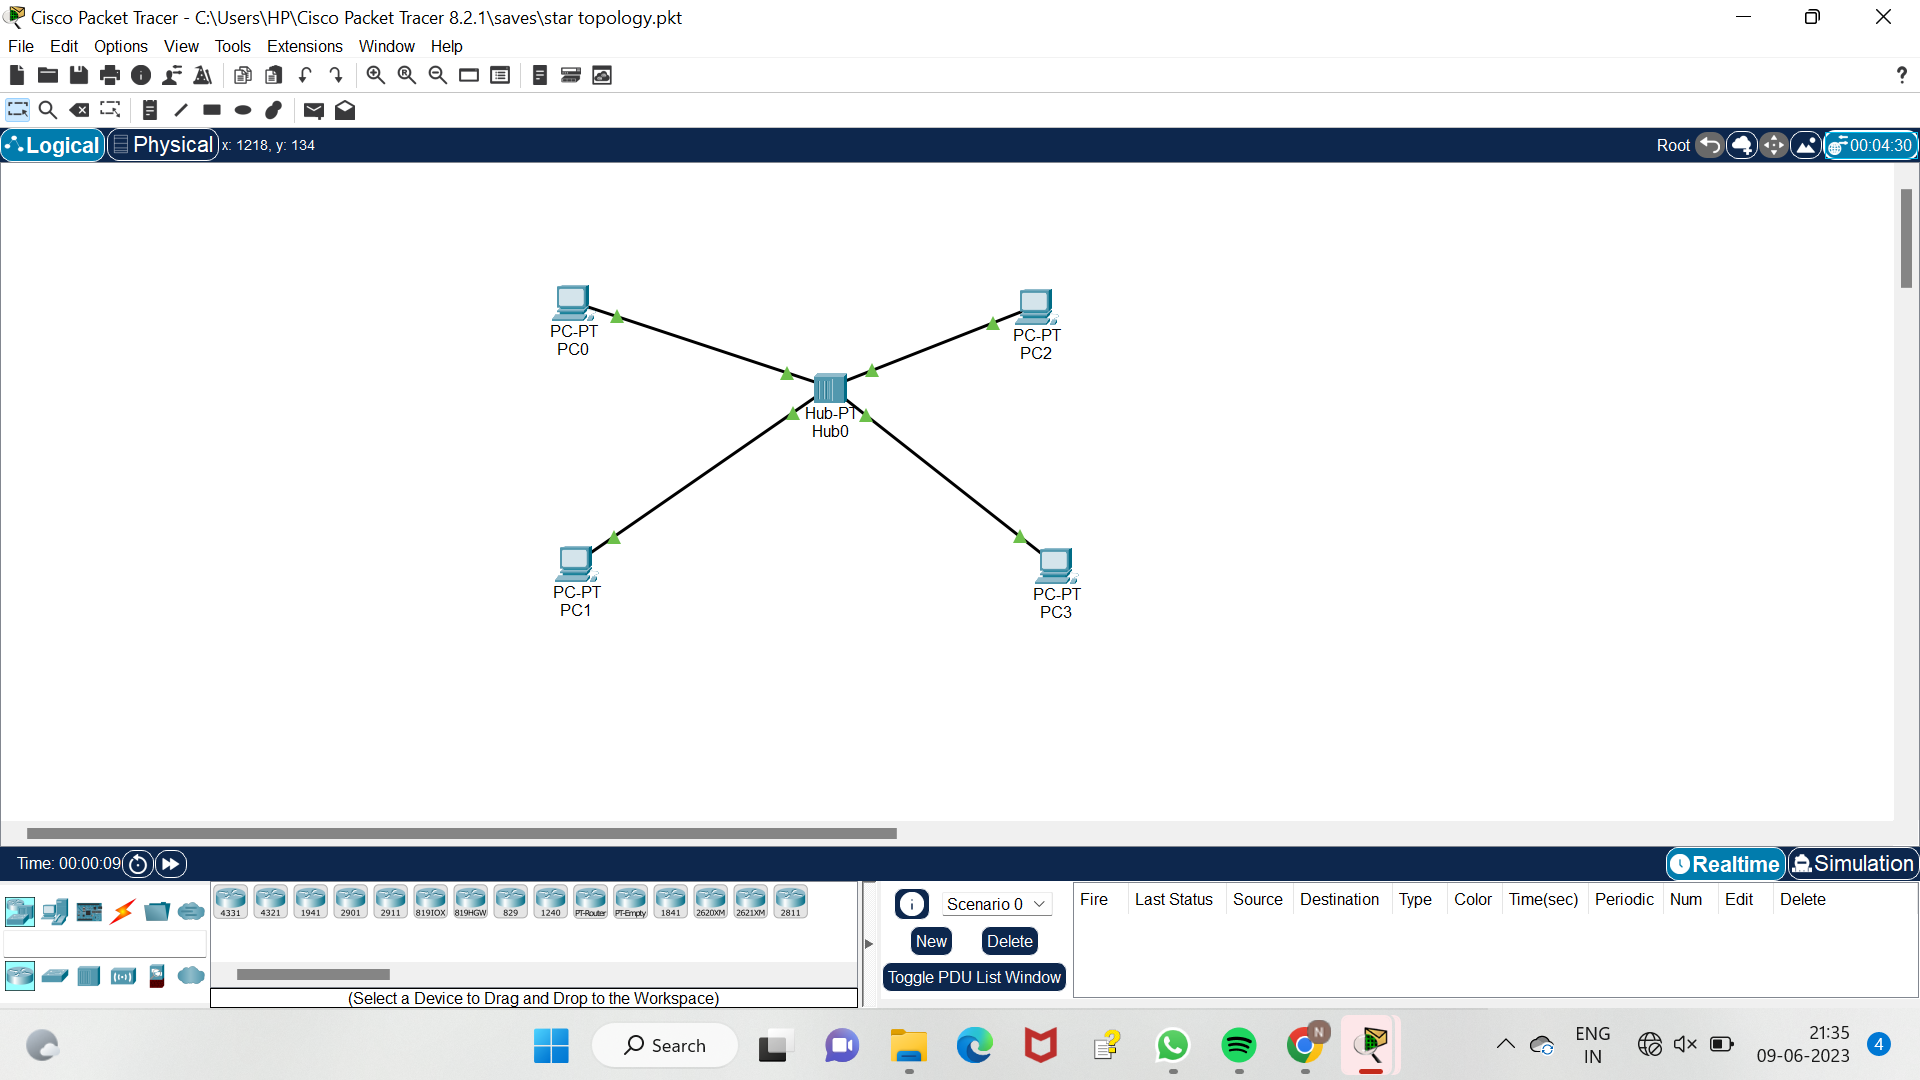 Cisco Packet Tracer - C:\Users\HP\Cisco Packet Tracer 8.2.1\saves\star topology.pkt
File Edit Options View Tools Extensions Window Help
?
Logical Physical x: 1218, y: 134 Root 00:04:30
PC-PT
PC0
PC-PT
PC2
Hub-PT
Hub0
PC-PT
PC1
PC-PT
PC3
Time: 00:00:09 Realtime Simulation
4331 4321 1941 2901 2911 819IOX 819HGW 829 1240 PT-Router PT-Empty 1841 2620XM 2621XM 2811
(Select a Device to Drag and Drop to the Workspace)
Scenario 0
New Delete
Toggle PDU List Window
Fire Last Status Source Destination Type Color Time(sec) Periodic Num Edit Delete
Search
N
ENG
IN
21:35
09-06-2023
4